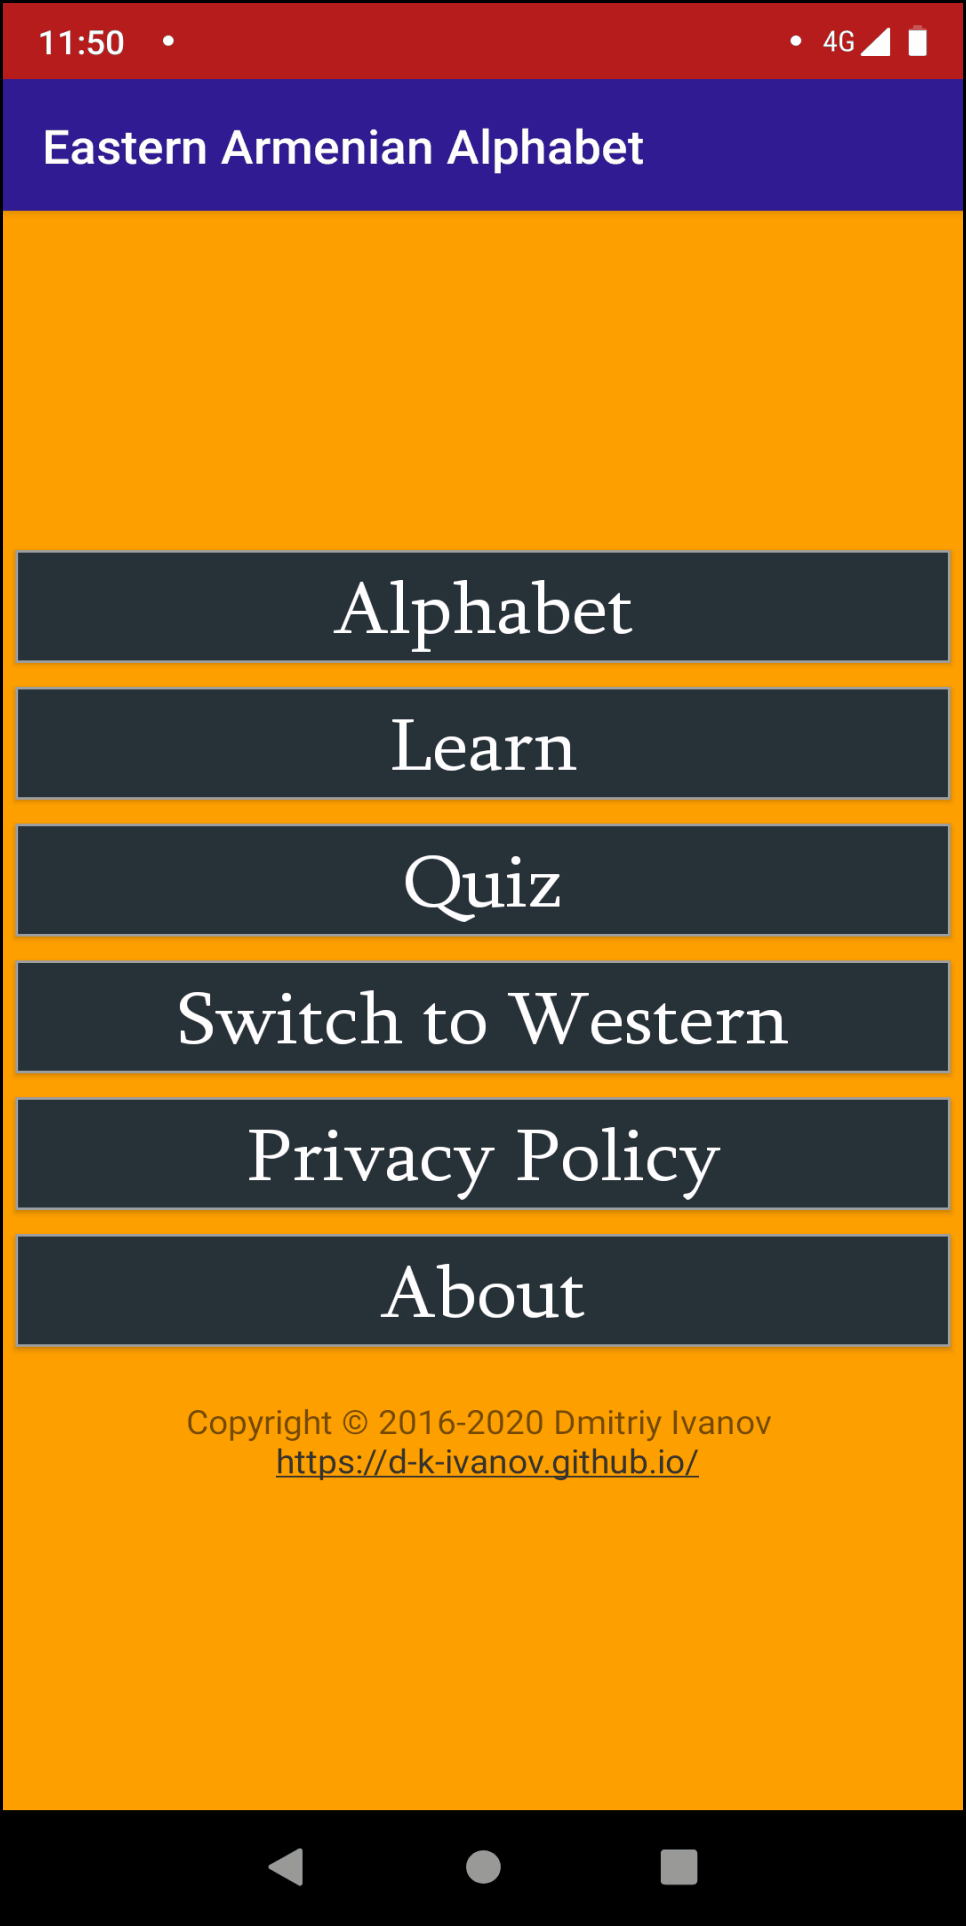 11:50
4G
Eastern Armenian Alphabet
Alphabet
Learn
Quiz
Switch to Western
Privacy Policy
About
Copyright © 2016-2020 Dmitriy Ivanov
https://d-k-ivanov.github.io/